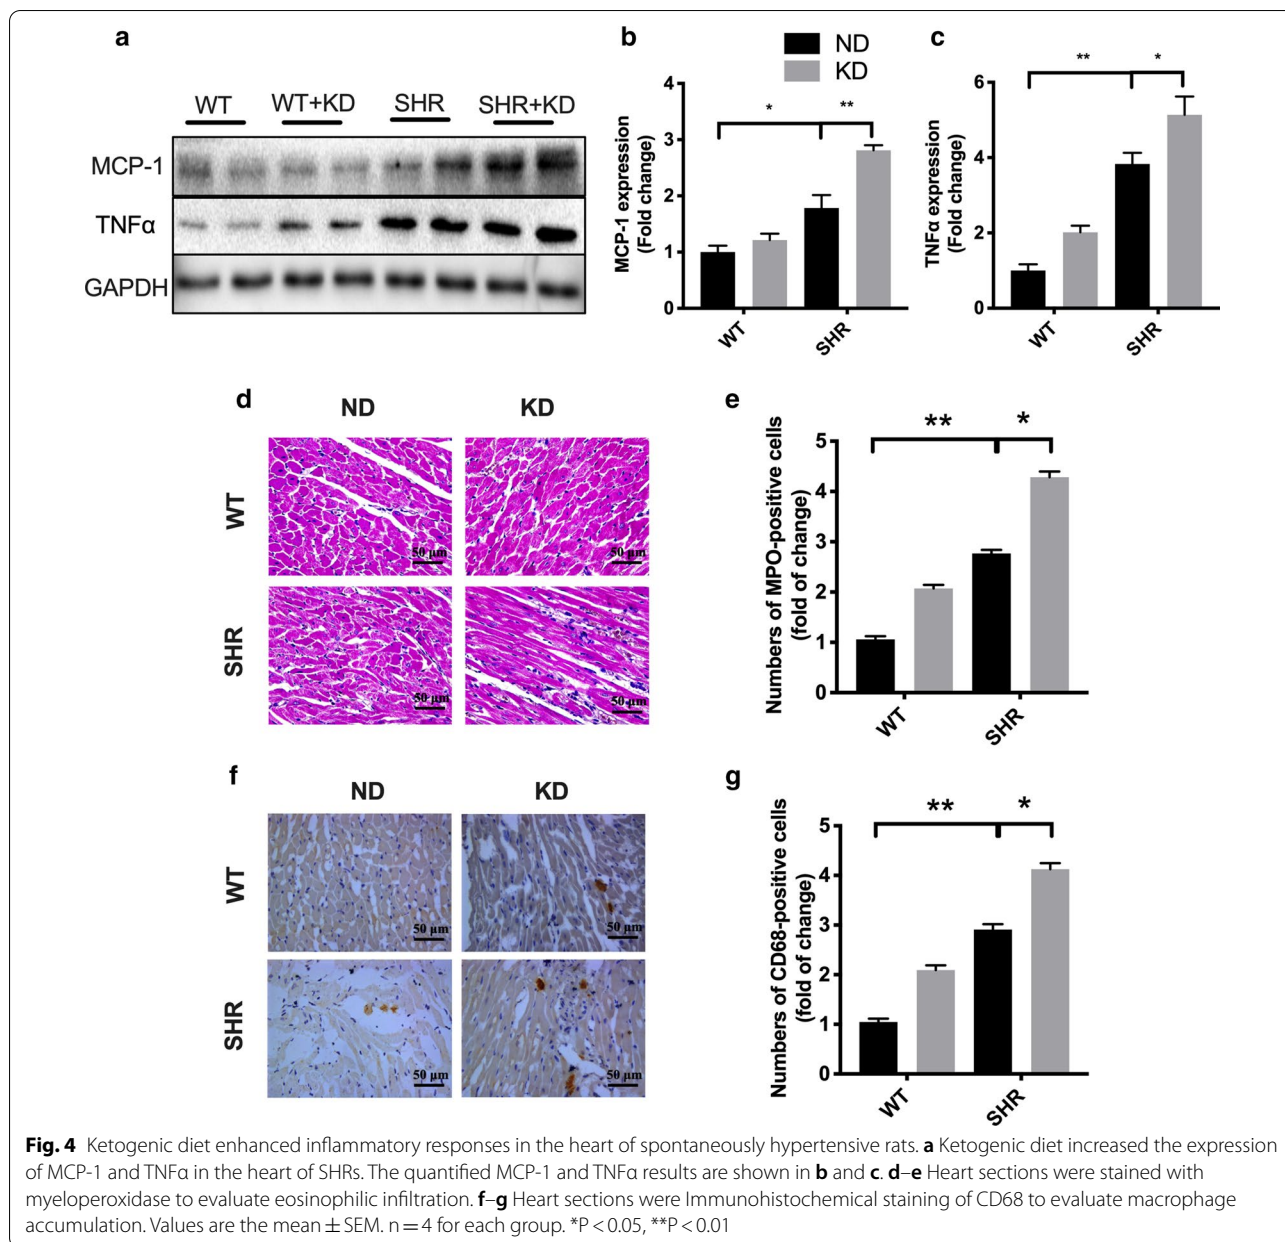 a
WT WT+KD SHR SHR+KD
MCP-1
TNFα
GAPDH
b
ND
KD
MCP-1 expression
(Fold change)
4
3
2
1
0
* **
WT SHR
c
TNFα expression
(Fold change)
6
4
2
0
** *
WT SHR
d
ND KD
WT
50 μm 50 μm
SHR
50 μm 50 μm
e
Numbers of MPO-positive cells
(fold of change)
5
4
3
2
1
0
** *
WT SHR
f
ND KD
WT
50 μm 50 μm
SHR
50 μm 50 μm
g
Numbers of CD68-positive cells
(fold of change)
5
4
3
2
1
0
** *
WT SHR
Fig. 4 Ketogenic diet enhanced inflammatory responses in the heart of spontaneously hypertensive rats. a Ketogenic diet increased the expression
of MCP-1 and TNFα in the heart of SHRs. The quantified MCP-1 and TNFα results are shown in b and c. d–e Heart sections were stained with
myeloperoxidase to evaluate eosinophilic infiltration. f–g Heart sections were Immunohistochemical staining of CD68 to evaluate macrophage
accumulation. Values are the mean ± SEM. n = 4 for each group. *P < 0.05, **P < 0.01